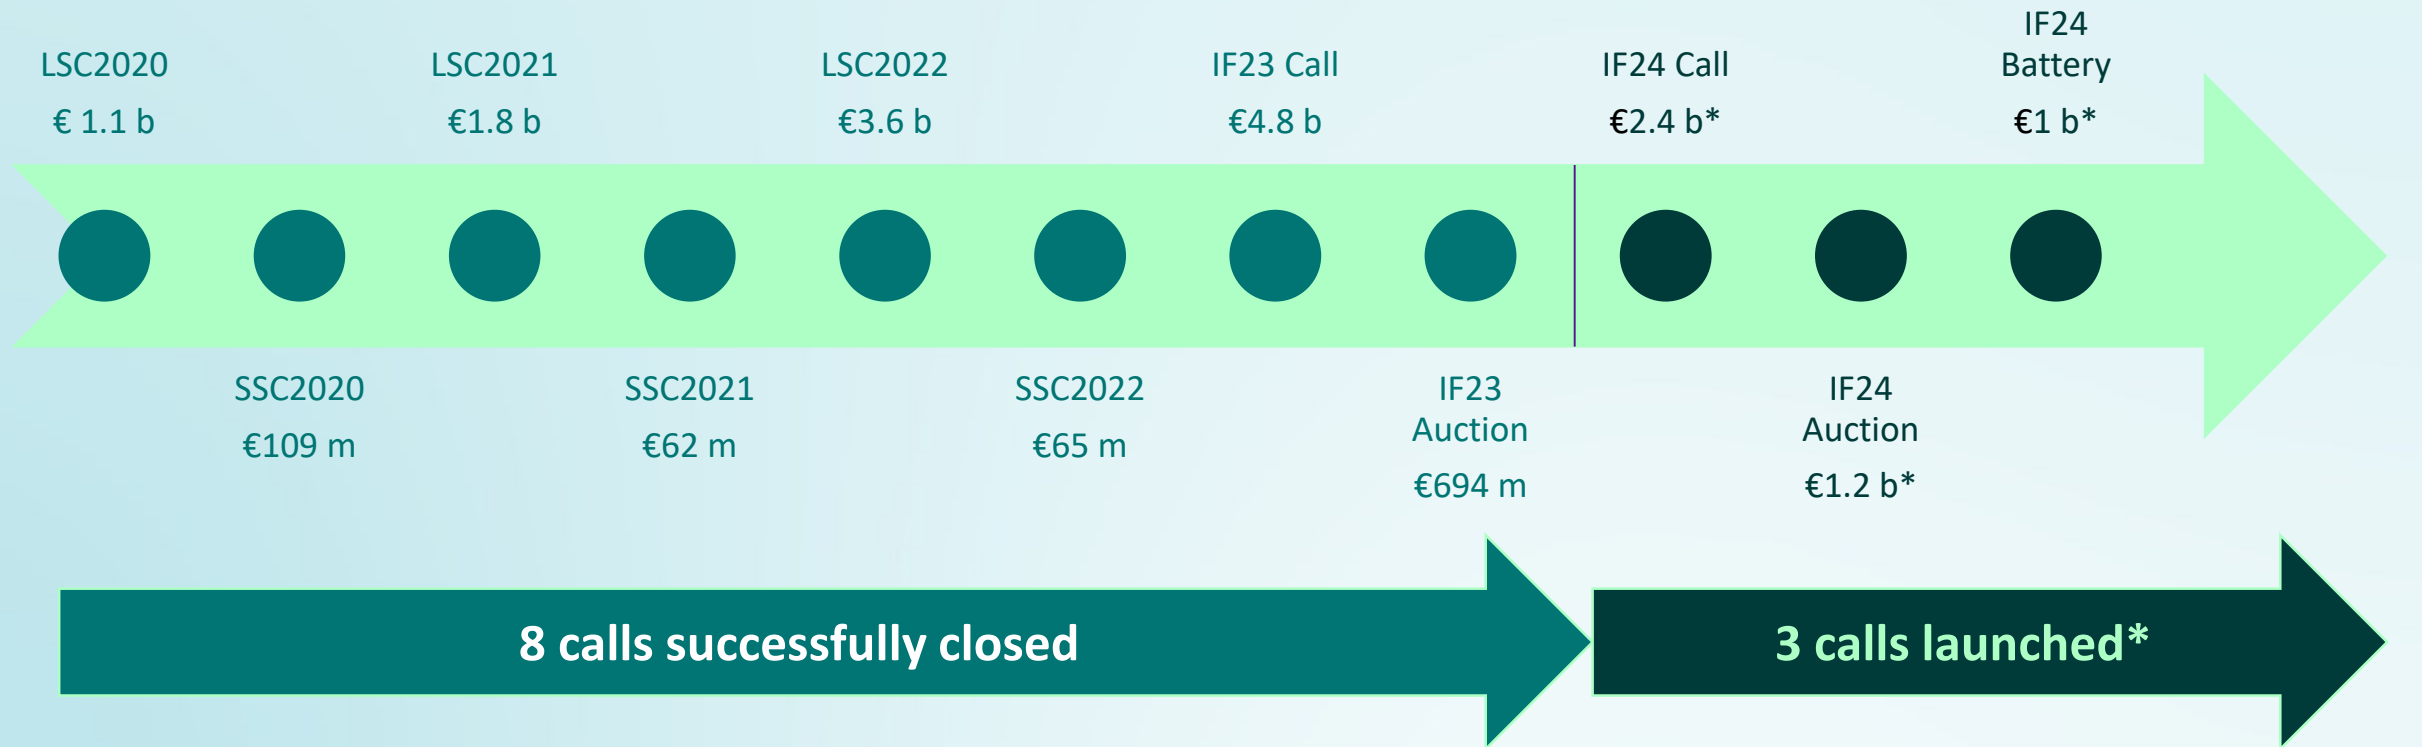 LSC2020
€ 1.1 b
LSC2021
€1.8 b
LSC2022
€3.6 b
IF23 Call
€4.8 b
IF24 Call
€2.4 b*
IF24
Battery
€1 b*
SSC2020
€109 m
SSC2021
€62 m
SSC2022
€65 m
IF23
Auction
€694 m
IF24
Auction
€1.2 b*
8 calls successfully closed
3 calls launched*